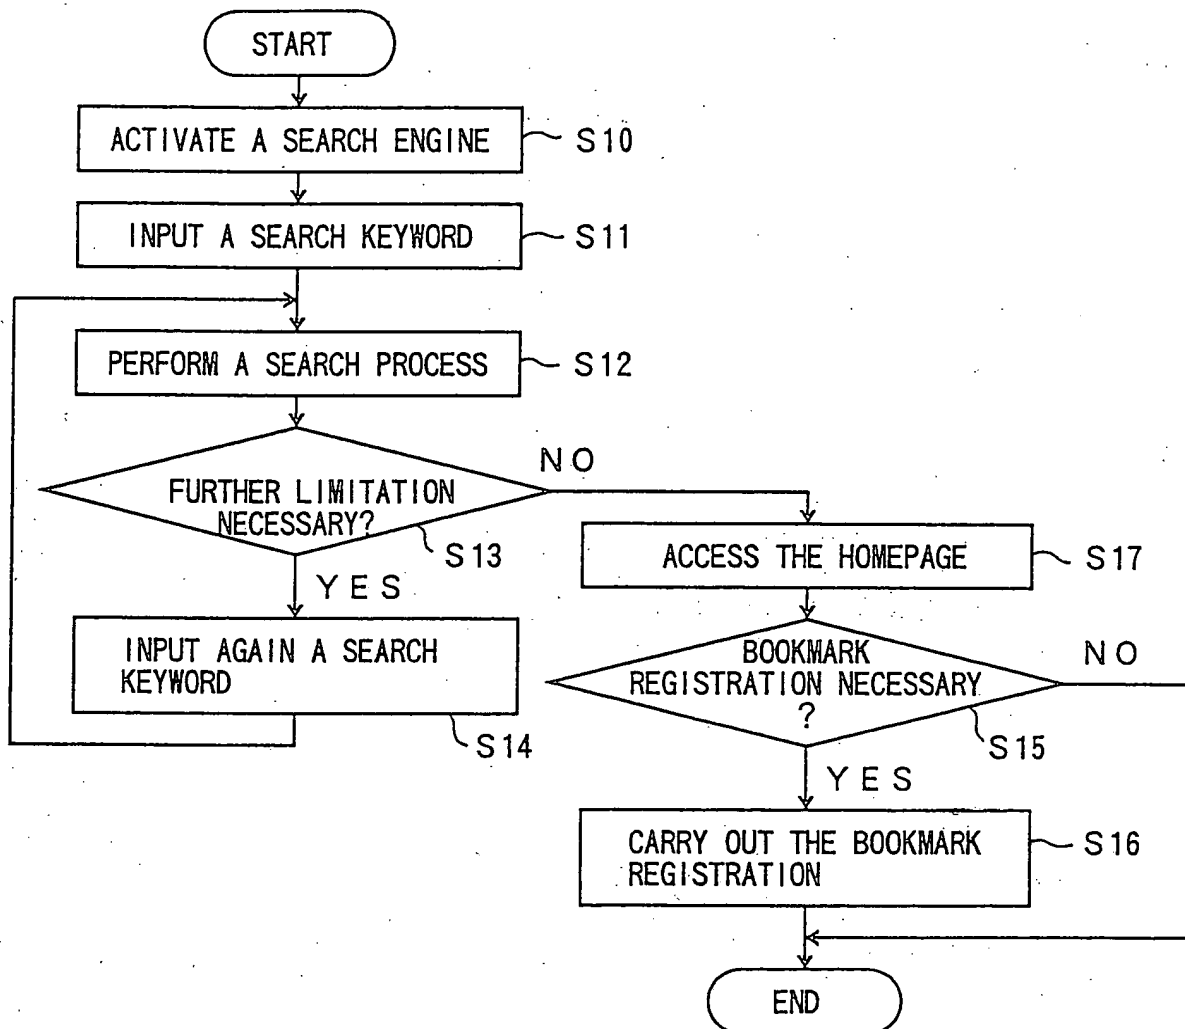 START
ACTIVATE A SEARCH ENGINE
S10
INPUT A SEARCH KEYWORD
S11
PERFORM A SEARCH PROCESS
S12
FURTHER LIMITATION
NECESSARY?
S13
NO
YES
INPUT AGAIN A SEARCH
KEYWORD
S14
ACCESS THE HOMEPAGE
S17
BOOKMARK
REGISTRATION NECESSARY
?
S15
NO
YES
CARRY OUT THE BOOKMARK
REGISTRATION
S16
END